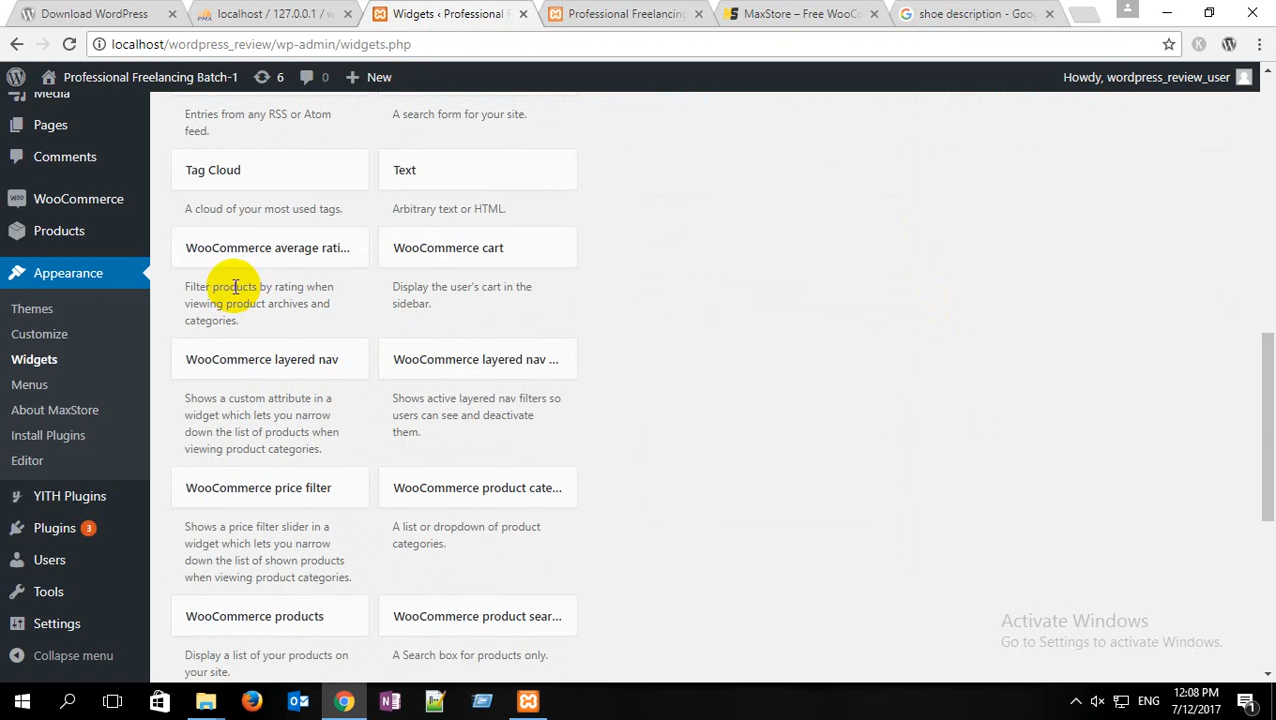 Download WordPress
localhost / 127.0.0.1 / w
Widgets ‹ Professional F
Professional Freelancing
MaxStore – Free WooCo
shoe description - Goog
localhost/wordpress_review/wp-admin/widgets.php
Professional Freelancing Batch-1
6
0
New
Howdy, wordpress_review_user
Media
Pages
Comments
WooCommerce
Products
Appearance
Themes
Customize
Widgets
Menus
About MaxStore
Install Plugins
Editor
YITH Plugins
Plugins 3
Users
Tools
Settings
Collapse menu
Entries from any RSS or Atom
feed.
A search form for your site.
Tag Cloud
A cloud of your most used tags.
Text
Arbitrary text or HTML.
WooCommerce average rati...
Filter products by rating when
viewing product archives and
categories.
WooCommerce cart
Display the user's cart in the
sidebar.
WooCommerce layered nav
Shows a custom attribute in a
widget which lets you narrow
down the list of products when
viewing product categories.
WooCommerce layered nav ...
Shows active layered nav filters so
users can see and deactivate
them.
WooCommerce price filter
Shows a price filter slider in a
widget which lets you narrow
down the list of shown products
when viewing product categories.
WooCommerce product cate...
A list or dropdown of product
categories.
WooCommerce products
Display a list of your products on
your site.
WooCommerce product sear...
A Search box for products only.
Activate Windows
Go to Settings to activate Windows.
ENG
12:08 PM
7/12/2017
1